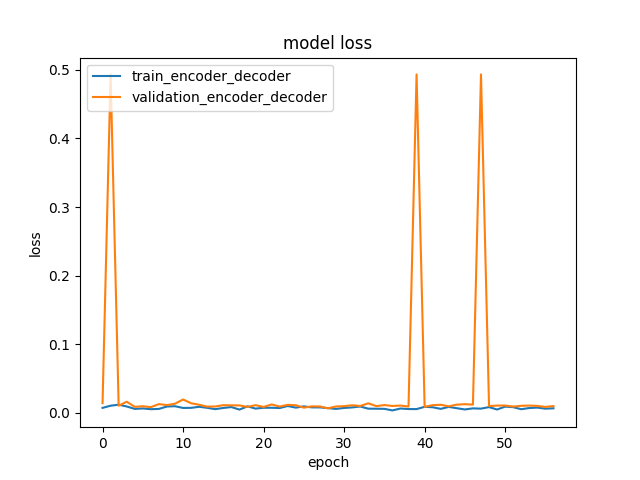 model loss
train_encoder_decoder
validation_encoder_decoder
0.5
0.4
0.3
0.2
0.1
0.0
loss
0
10
20
30
40
50
epoch